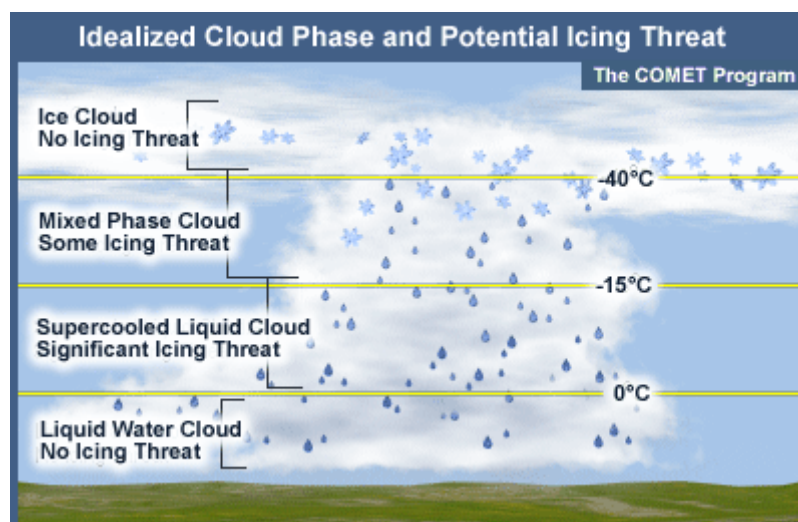 Idealized Cloud Phase and Potential Icing Threat
The COMET Program
Ice Cloud
No Icing Threat
-40°C
Mixed Phase Cloud
Some Icing Threat
-15°C
Supercooled Liquid Cloud
Significant Icing Threat
0°C
Liquid Water Cloud
No Icing Threat